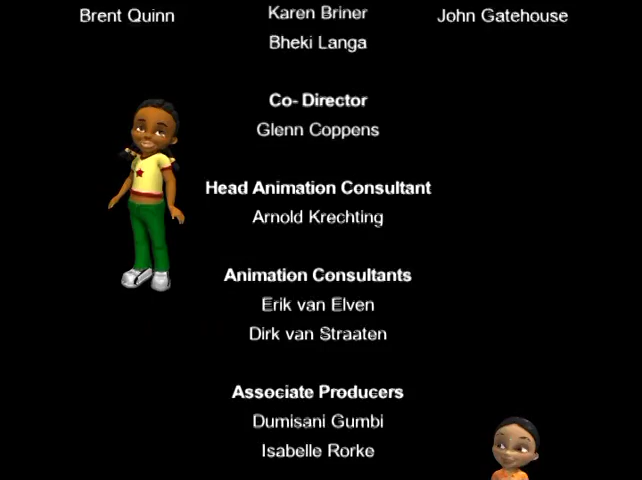 Brent Quinn
Karen Briner
John Gatehouse
Bheki Langa
Co- Director
Glenn Coppens
Head Animation Consultant
Arnold Krechting
Animation Consultants
Erik van Elven
Dirk van Straaten
Associate Producers
Dumisani Gumbi
Isabelle Rorke